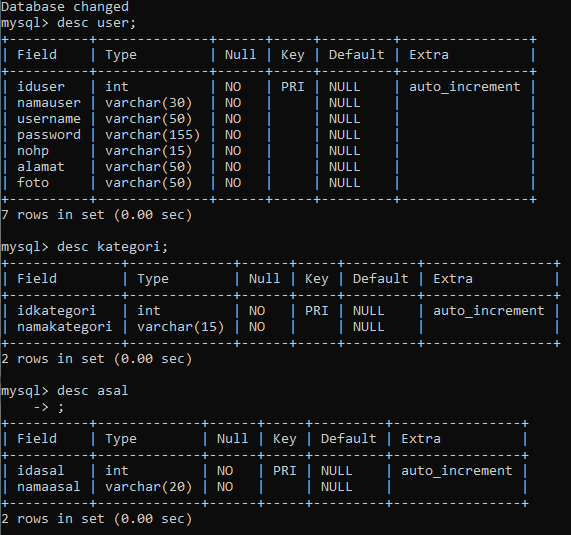 Database changed
mysql> desc user;
+----------+--------------+------+-----+---------+----------------+
| Field    | Type         | Null | Key | Default | Extra          |
+----------+--------------+------+-----+---------+----------------+
| iduser   | int          | NO   | PRI | NULL    | auto_increment |
| namauser | varchar(30)  | NO   |     | NULL    |                |
| username | varchar(50)  | NO   |     | NULL    |                |
| password | varchar(155) | NO   |     | NULL    |                |
| nohp     | varchar(15)  | NO   |     | NULL    |                |
| alamat   | varchar(50)  | NO   |     | NULL    |                |
| foto     | varchar(50)  | NO   |     | NULL    |                |
+----------+--------------+------+-----+---------+----------------+
7 rows in set (0.00 sec)
mysql> desc kategori;
+--------------+-------------+------+-----+---------+----------------+
| Field        | Type        | Null | Key | Default | Extra          |
+--------------+-------------+------+-----+---------+----------------+
| idkategori   | int         | NO   | PRI | NULL    | auto_increment |
| namakategori | varchar(15) | NO   |     | NULL    |                |
+--------------+-------------+------+-----+---------+----------------+
2 rows in set (0.00 sec)
mysql> desc asal
    -> ;
+----------+-------------+------+-----+---------+----------------+
| Field    | Type        | Null | Key | Default | Extra          |
+----------+-------------+------+-----+---------+----------------+
| idasal   | int         | NO   | PRI | NULL    | auto_increment |
| namaasal | varchar(20) | NO   |     | NULL    |                |
+----------+-------------+------+-----+---------+----------------+
2 rows in set (0.00 sec)